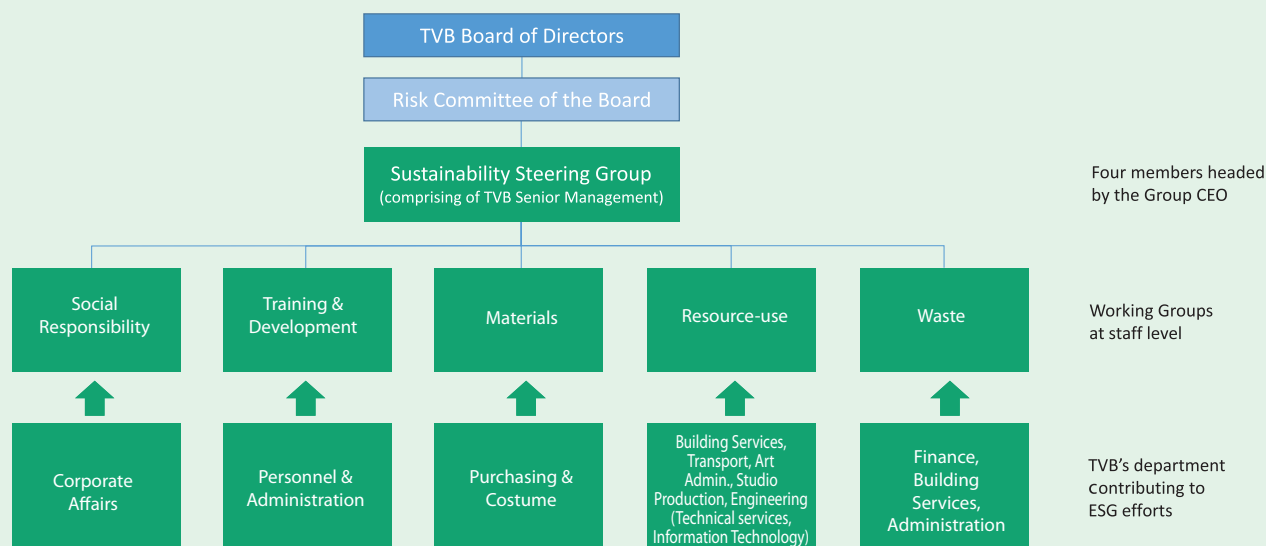 TVB Board of Directors
Risk Committee of the Board
Sustainability Steering Group
(comprising of TVB Senior Management)
Four members headed
by the Group CEO
Social
Responsibility
Training &
Development
Materials
Resource-use
Waste
Working Groups
at staff level
Corporate
Affairs
Personnel &
Administration
Purchasing &
Costume
Building Services,
Transport, Art
Admin., Studio
Production, Engineering
(Technical services,
Information Technology)
Finance,
Building
Services,
Administration
TVB's department
contributing to
ESG efforts